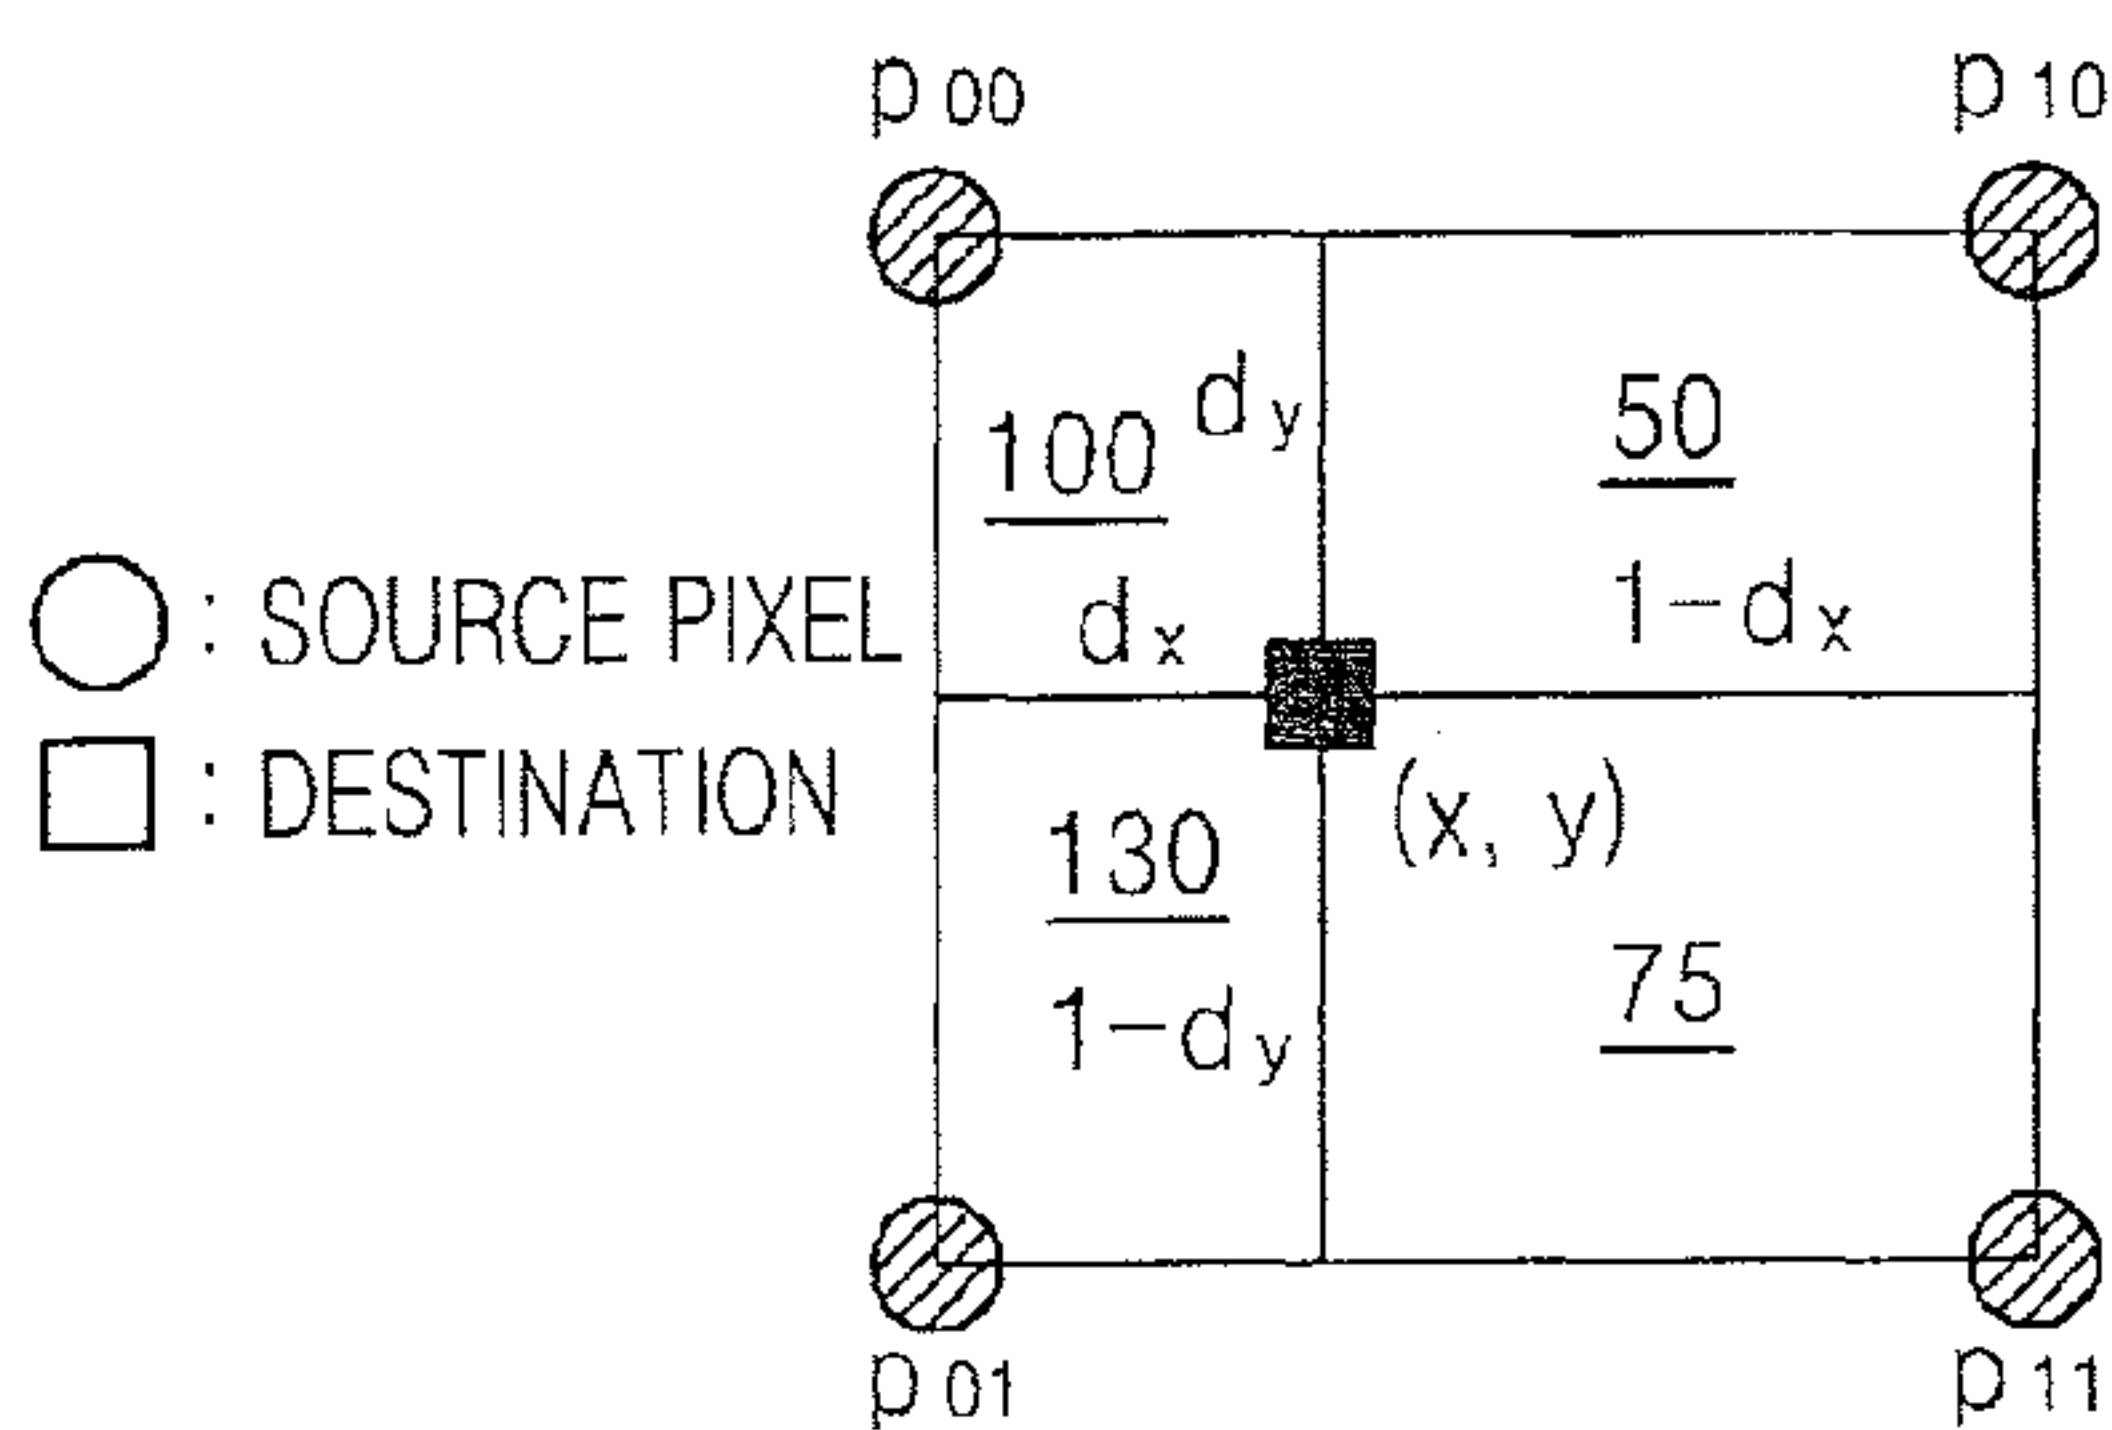 p 00
p 10
100
d y
50
d x
1-d x
: SOURCE PIXEL
: DESTINATION
(x, y)
130
1-d y
75
p 01
p 11